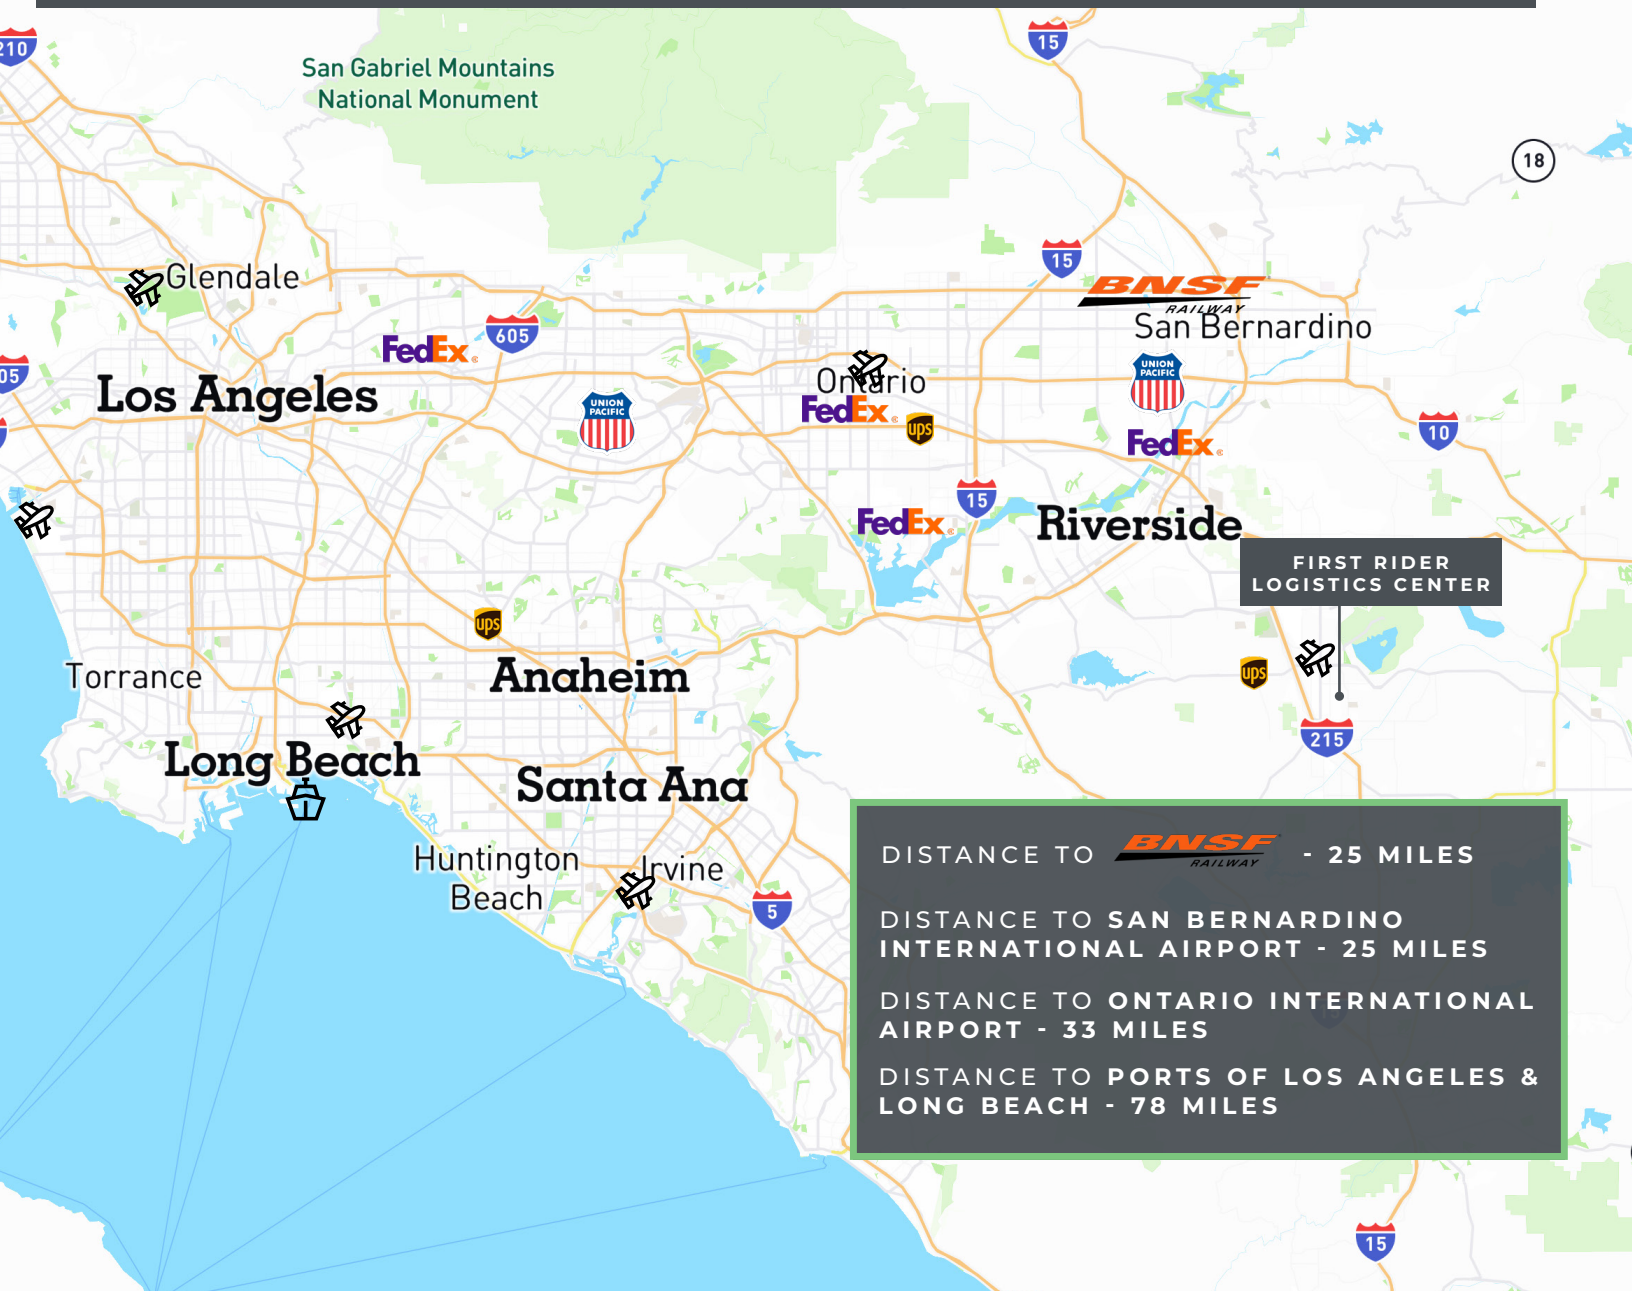 210
San Gabriel Mountains
National Monument
15
18
Glendale
15
BNSF
RAILWAY
San Bernardino
605
FedEx
05
Los Angeles
UNION
PACIFIC
UNION
PACIFIC
Ontario
FedEx
ups
FedEx
10
15
FedEx
Riverside
FIRST RIDER
LOGISTICS CENTER
ups
Anaheim
Torrance
ups
215
Long Beach
Santa Ana
Huntington
Beach
Irvine
5
DISTANCE TO BNSF RAILWAY - 25 MILES
DISTANCE TO SAN BERNARDINO
INTERNATIONAL AIRPORT - 25 MILES
DISTANCE TO ONTARIO INTERNATIONAL
AIRPORT - 33 MILES
DISTANCE TO PORTS OF LOS ANGELES &
LONG BEACH - 78 MILES
15